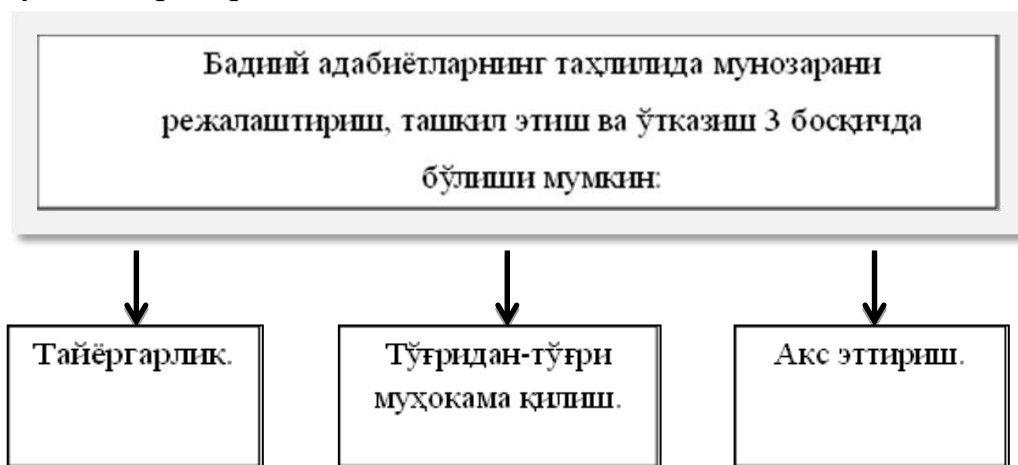 Бадиий адабиётларнинг таҳлилида мунозарани
режалаштириш, ташкил этиш ва ўтказиш 3 босқичда
бўлиши мумкин:
Тайёргарлик.
Тўғридан-тўғри
муҳокама қилиш.
Акс эттириш.